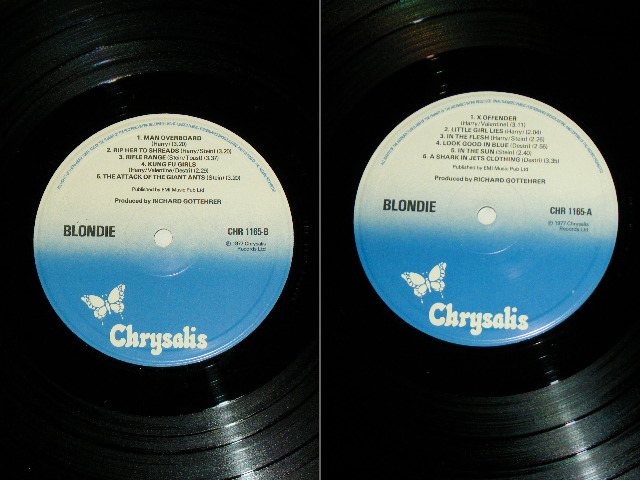 1. MAN OVERBOARD
(Harry) (3.20)
2. RIP HER TO SHREDS (Harry/Stein) (3.20)
3. RIFLE RANGE (Stein/Toast) (3.37)
4. KUNG FU GIRLS
(Harry/Valentine/Destri) (2.29)
5. THE ATTACK OF THE GIANT ANTS (Stein) (3.20)
Published by EMI Music Pub Ltd
Produced by RICHARD GOTTEHRER
BLONDIE
CHR 1165-B
℗ 1977 Chrysalis
Records Ltd
Chrysalis
1. X OFFENDER
(Harry/Valentine) (3.11)
2. LITTLE GIRL LIES (Harry) (2.04)
3. IN THE FLESH (Harry/Stein) (2.26)
4. LOOK GOOD IN BLUE (Destri) (2.56)
5. IN THE SUN (Stein) (2.40)
6. A SHARK IN JETS CLOTHING (Destri) (3.35)
Published by EMI Music Pub Ltd
Produced by RICHARD GOTTEHRER
BLONDIE
CHR 1165-A
℗ 1977 Chrysalis
Records Ltd
Chrysalis